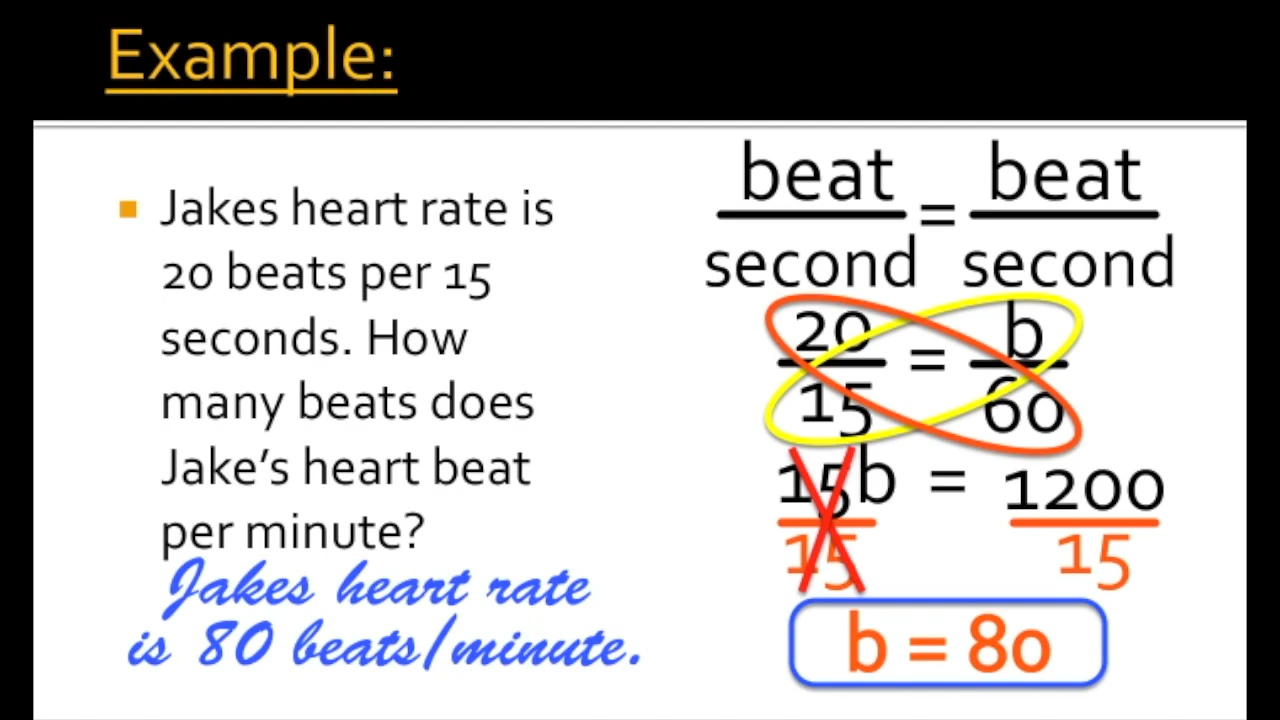 Example:
Jakes heart rate is
20 beats per 15
seconds. How
many beats does
Jake's heart beat
per minute?
Jakes heart rate
is 80 beats/minute.
beat = beat
second second
20 = b
15 60
15b = 1200
15 15
b = 80